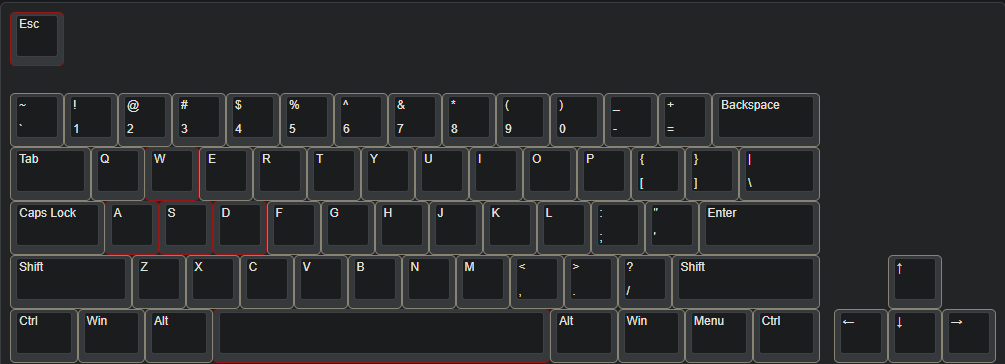 Esc
~ ! @ # $ % ^ & * ( ) _ + Backspace
` 1 2 3 4 5 6 7 8 9 0 - =
Tab Q W E R T Y U I O P { } |
[ ] \
Caps Lock A S D F G H J K L : " Enter
; '
Shift Z X C V B N M < > ? Shift ↑
, . /
Ctrl Win Alt Alt Win Menu Ctrl ← ↓ →